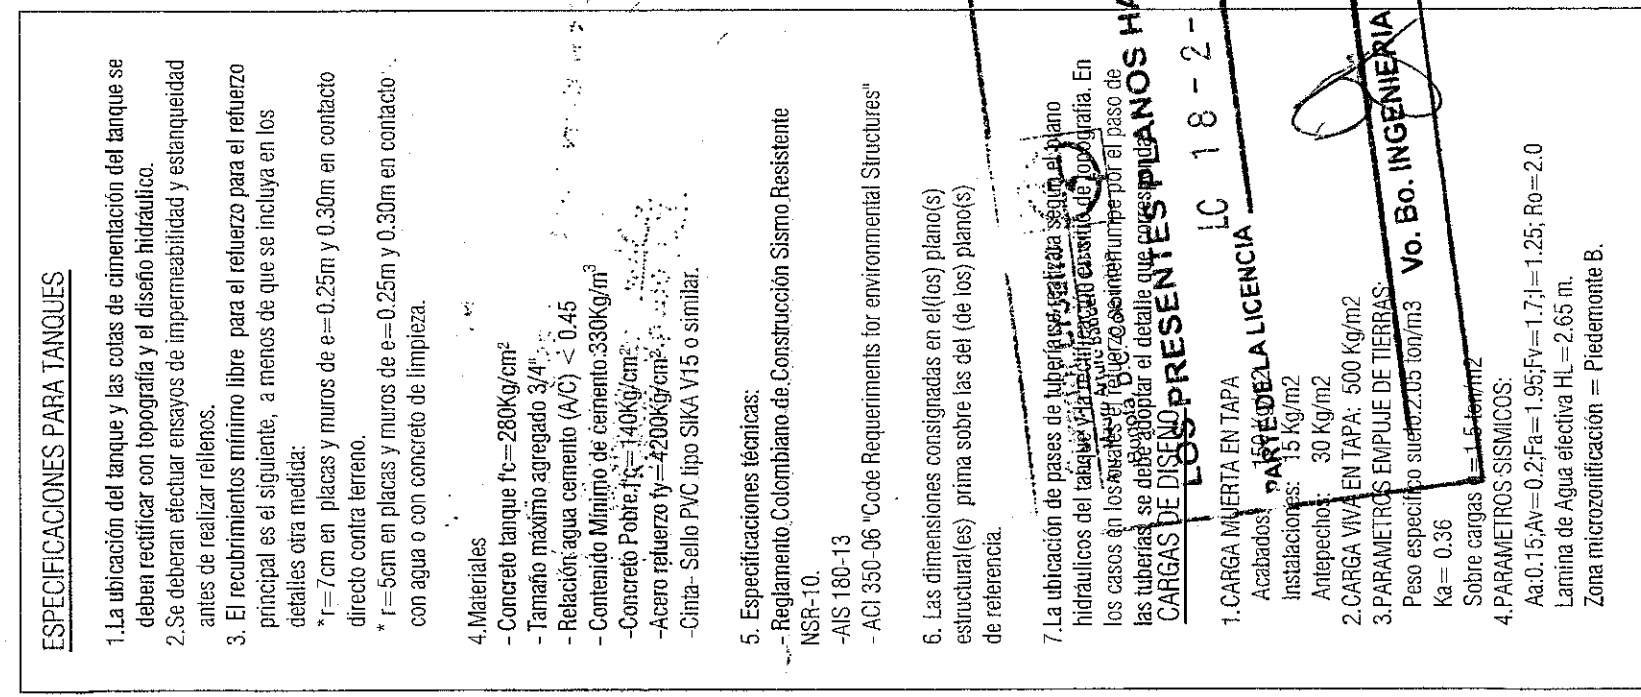 ESPECIFICACIONES PARA TANQUES
1.La ubicación del tanque y las cotas de cimentación del tanque se
deben rectificar con topografía y el diseño hidráulico.
2.Se deberan efectuar ensayos de impermeabilidad y estanqueidad
antes de realizar rellenos.
3. El recubrimientos mínimo libre para el refuerzo para el refuerzo
principal es el siguiente, a menos de que se incluya en los
detalles otra medida:
*r=7cm en placas y muros de e=0.25m y 0.30m en contacto
directo contra terreno.
* r=5cm en placas y muros de e=0.25m y 0.30m en contacto
con agua o con concreto de limpieza.
4.Materiales
- Concreto tanque f'c=280Kg/cm²
- Tamaño máximo agregado 3/4"
- Relación agua cemento (A/C) < 0.45
- Contenido Mínimo de cemento:330Kg/m³
-Concreto Pobre,f'c=140Kg/cm²
-Acero refuerzo fy=4200Kg/cm²
-Cinta- Sello PVC tipo SIKA V15 o similar.
5. Especificaciones técnicas:
- Reglamento Colombiano de Construcción Sismo Resistente
NSR-10.
-AIS 180-13
- ACI 350-06 "Code Requeriments for environmental Structures"
6. Las dimensiones consignadas en el(los) plano(s)
estructural(es) prima sobre las del (de los) plano(s)
de referencia.
7.La ubicación de pases de tubería se realizara según el plano
hidráulicos del tanque y la rectificación en sitio de topografía. En
los casos en los cuales el refuerzo se interrumpe por el paso de
las tuberias, se debe adoptar el detalle que corresponda.
CARGAS DE DISEÑO
LOS PRESENTES PLANOS HA
LC 18-2-
PARTE DE LA LICENCIA
Vo. Bo. INGENIERIA
1.CARGA MUERTA EN TAPA
Acabados: 150 Kg/m2
Instalaciones: 15 Kg/m2
Antepechos: 30 Kg/m2
2.CARGA VIVA EN TAPA: 500 Kg/m2
3.PARAMETROS EMPUJE DE TIERRAS:
Peso específico suelo:2.05 ton/m3
Ka= 0.36
Sobre cargas = 1.5 ton/m2
4.PARAMETROS SISMICOS:
Aa:0.15,Av=0.2;Fa=1.95;Fv=1.7;I=1.25; Ro=2.0
Lamina de Agua efectiva HL=2.65 m.
Zona microzonificación = Piedemonte B.